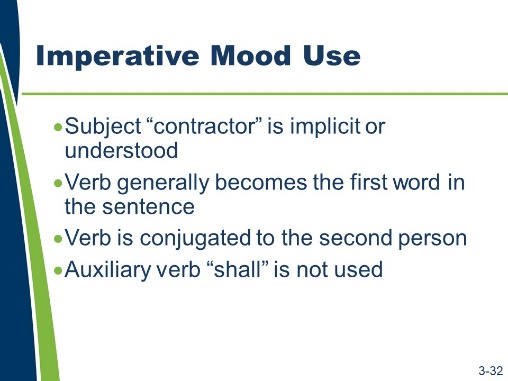 Imperative Mood Use
•Subject “contractor” is implicit or
understood
•Verb generally becomes the first word in
the sentence
•Verb is conjugated to the second person
•Auxiliary verb “shall” is not used
3-32